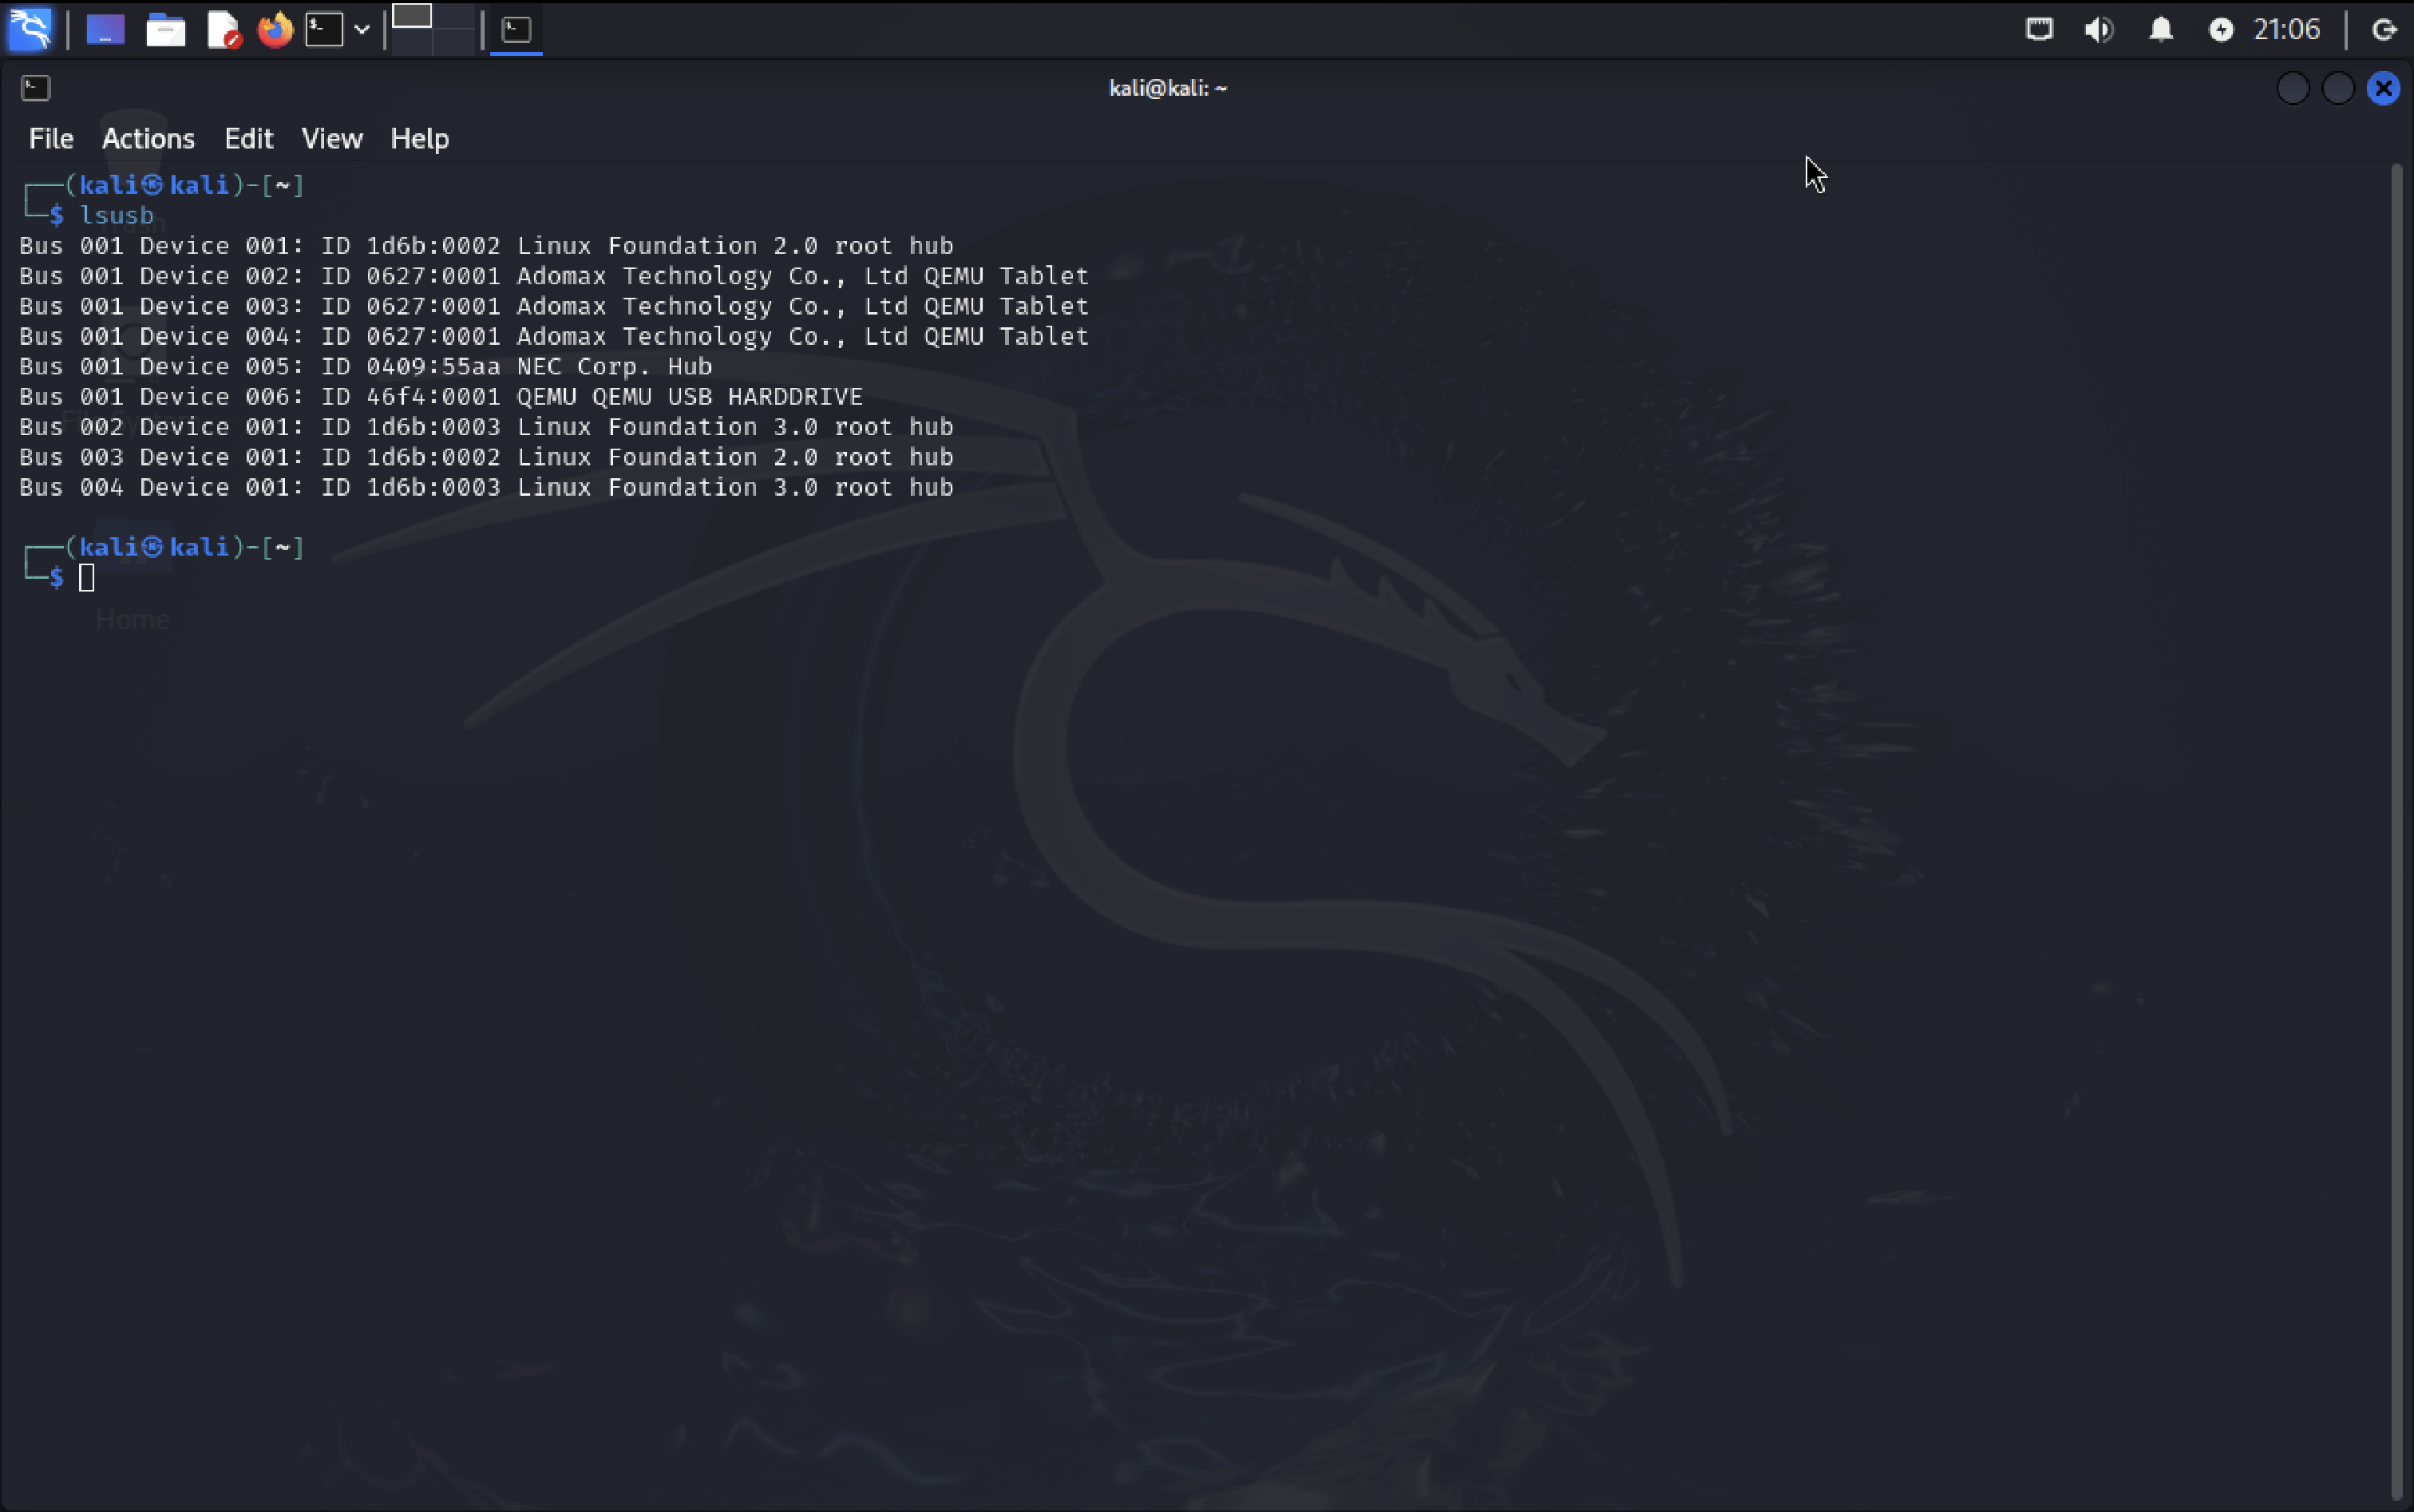 21:06
kali@kali: ~
File Actions Edit View Help
┌──(kali㉿kali)-[~]
└─$ lsusb
Bus 001 Device 001: ID 1d6b:0002 Linux Foundation 2.0 root hub
Bus 001 Device 002: ID 0627:0001 Adomax Technology Co., Ltd QEMU Tablet
Bus 001 Device 003: ID 0627:0001 Adomax Technology Co., Ltd QEMU Tablet
Bus 001 Device 004: ID 0627:0001 Adomax Technology Co., Ltd QEMU Tablet
Bus 001 Device 005: ID 0409:55aa NEC Corp. Hub
Bus 001 Device 006: ID 46f4:0001 QEMU QEMU USB HARDDRIVE
Bus 002 Device 001: ID 1d6b:0003 Linux Foundation 3.0 root hub
Bus 003 Device 001: ID 1d6b:0002 Linux Foundation 2.0 root hub
Bus 004 Device 001: ID 1d6b:0003 Linux Foundation 3.0 root hub
┌──(kali㉿kali)-[~]
└─$
Trash
File System
Home